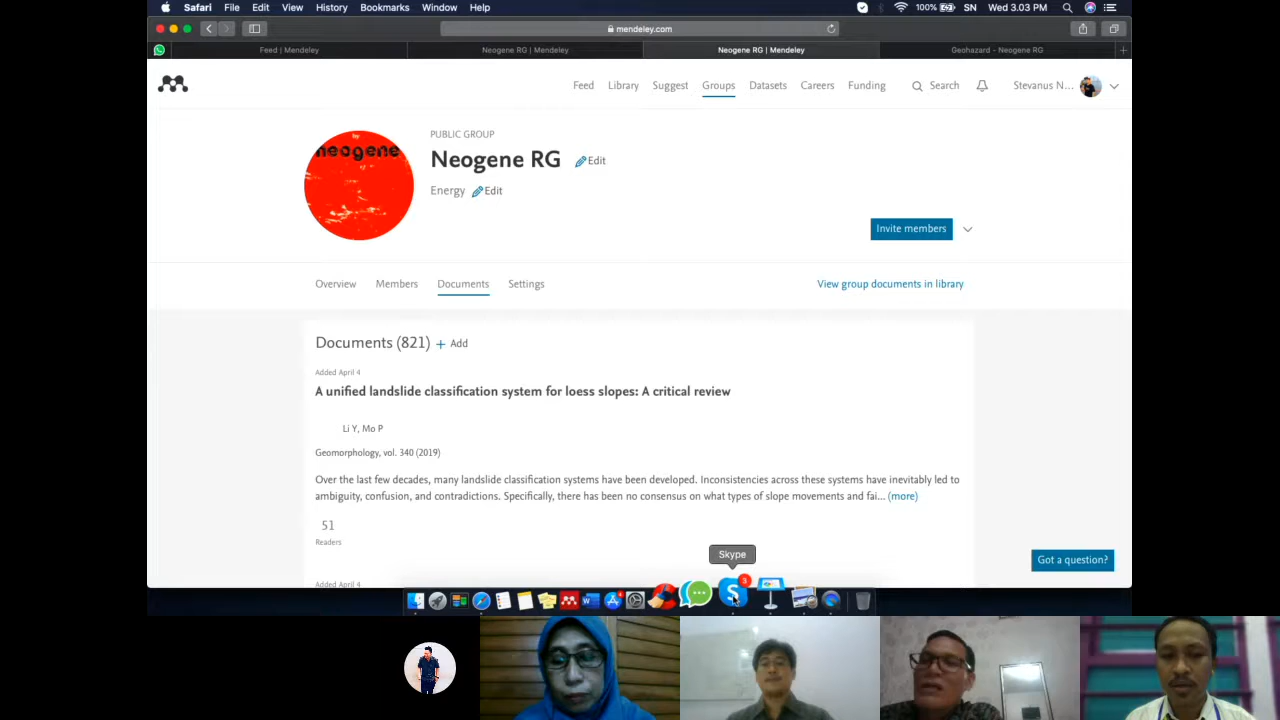 Safari File Edit View History Bookmarks Window Help 100% SN Wed 3.03 PM
mendeley.com
Feed | Mendeley Neogene RG | Mendeley Neogene RG | Mendeley Geohazard - Neogene RG
Feed Library Suggest Groups Datasets Careers Funding Search Stevanus N...
by
neogene
PUBLIC GROUP
Neogene RG Edit
Energy Edit
Invite members
Overview Members Documents Settings View group documents in library
Documents (821) + Add
Added April 4
A unified landslide classification system for loess slopes: A critical review
Li Y, Mo P
Geomorphology, vol. 340 (2019)
Over the last few decades, many landslide classification systems have been developed. Inconsistencies across these systems have inevitably led to
ambiguity, confusion, and contradictions. Specifically, there has been no consensus on what types of slope movements and fai... (more)
51
Readers
Skype
Got a question?
Added April 4
3